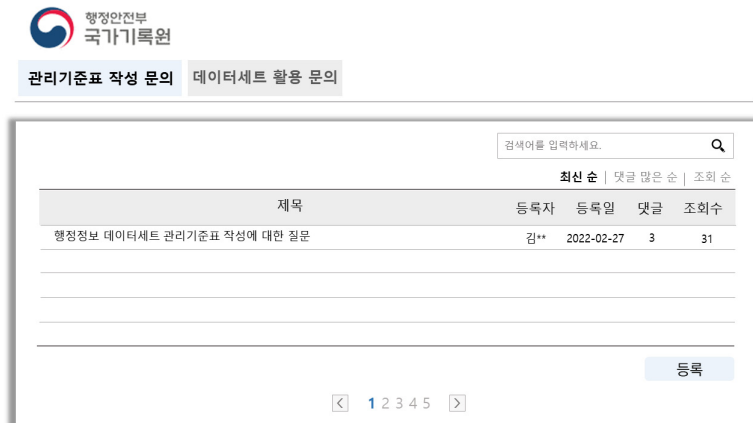 행정안전부
국가기록원
관리기준표 작성 문의 데이터세트 활용 문의
검색어를 입력하세요.
최신 순 | 댓글 많은 순 | 조회 순
제목 등록자 등록일 댓글 조회수
행정정보 데이터세트 관리기준표 작성에 대한 질문 김** 2022-02-27 3 31
등록
< 1 2 3 4 5 >